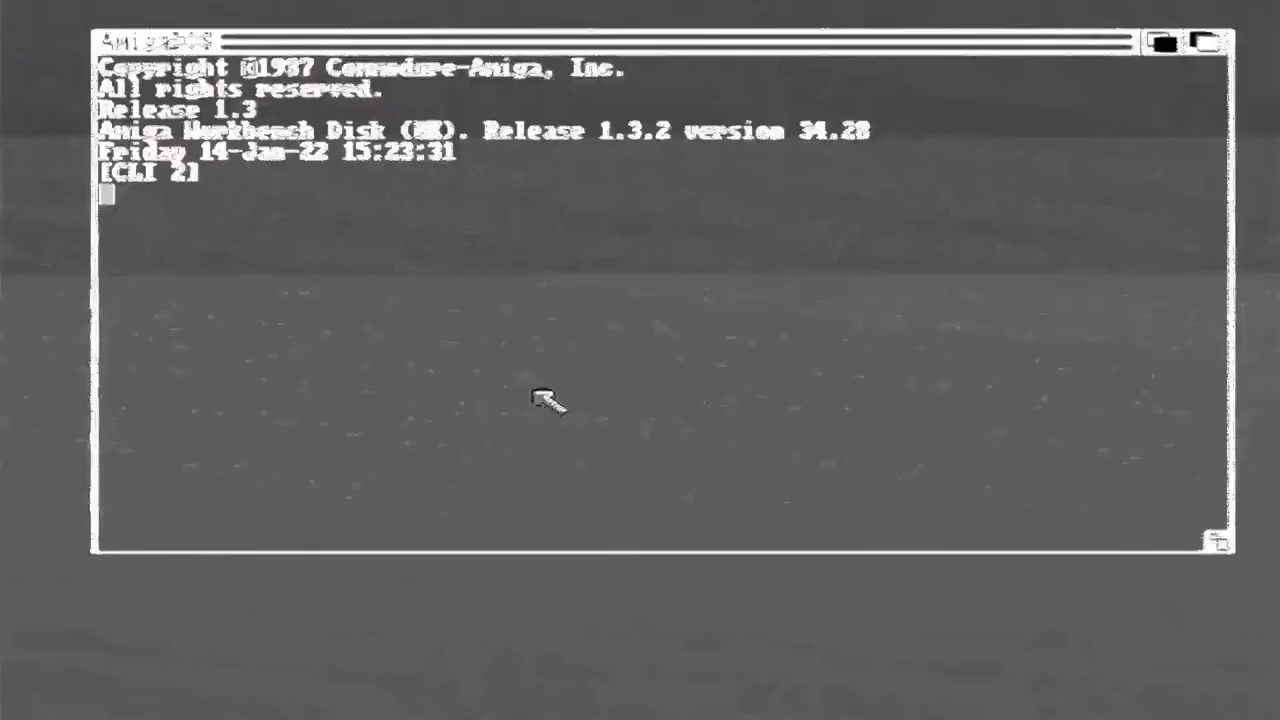 Copyright ©1987 Commodore-Amiga, Inc.
All rights reserved.
Release 1.3
Amiga Workbench Disk. Release 1.3.2 version 34.28
Friday 14-Jan-22 15:23:31
[CLI 2]